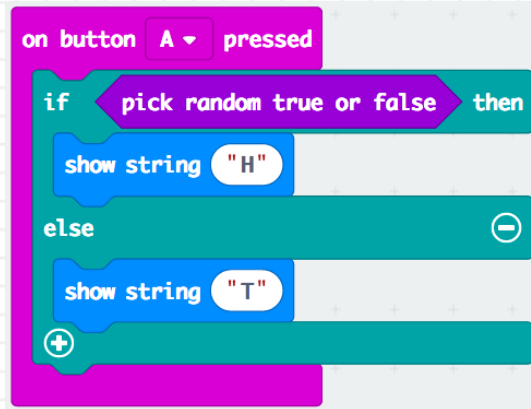 on button A pressed
if pick random true or false then
show string "H"
else
show string "T"